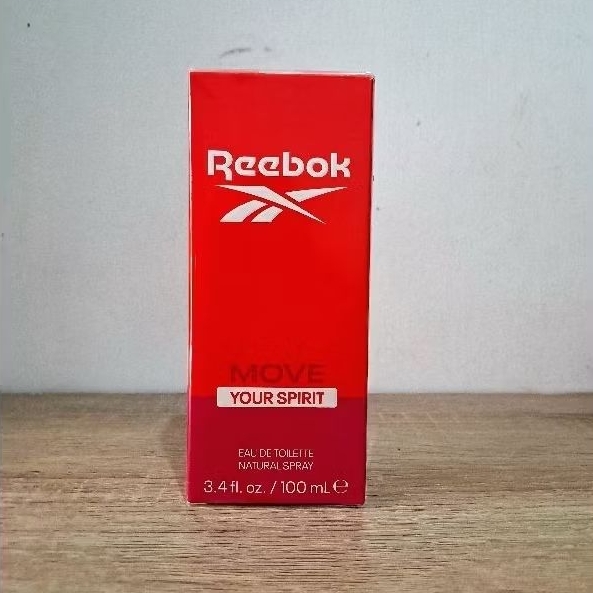 Reebok
MOVE
YOUR SPIRIT
EAU DE TOILETTE
NATURAL SPRAY
3.4 fl. oz. / 100 mL ℮